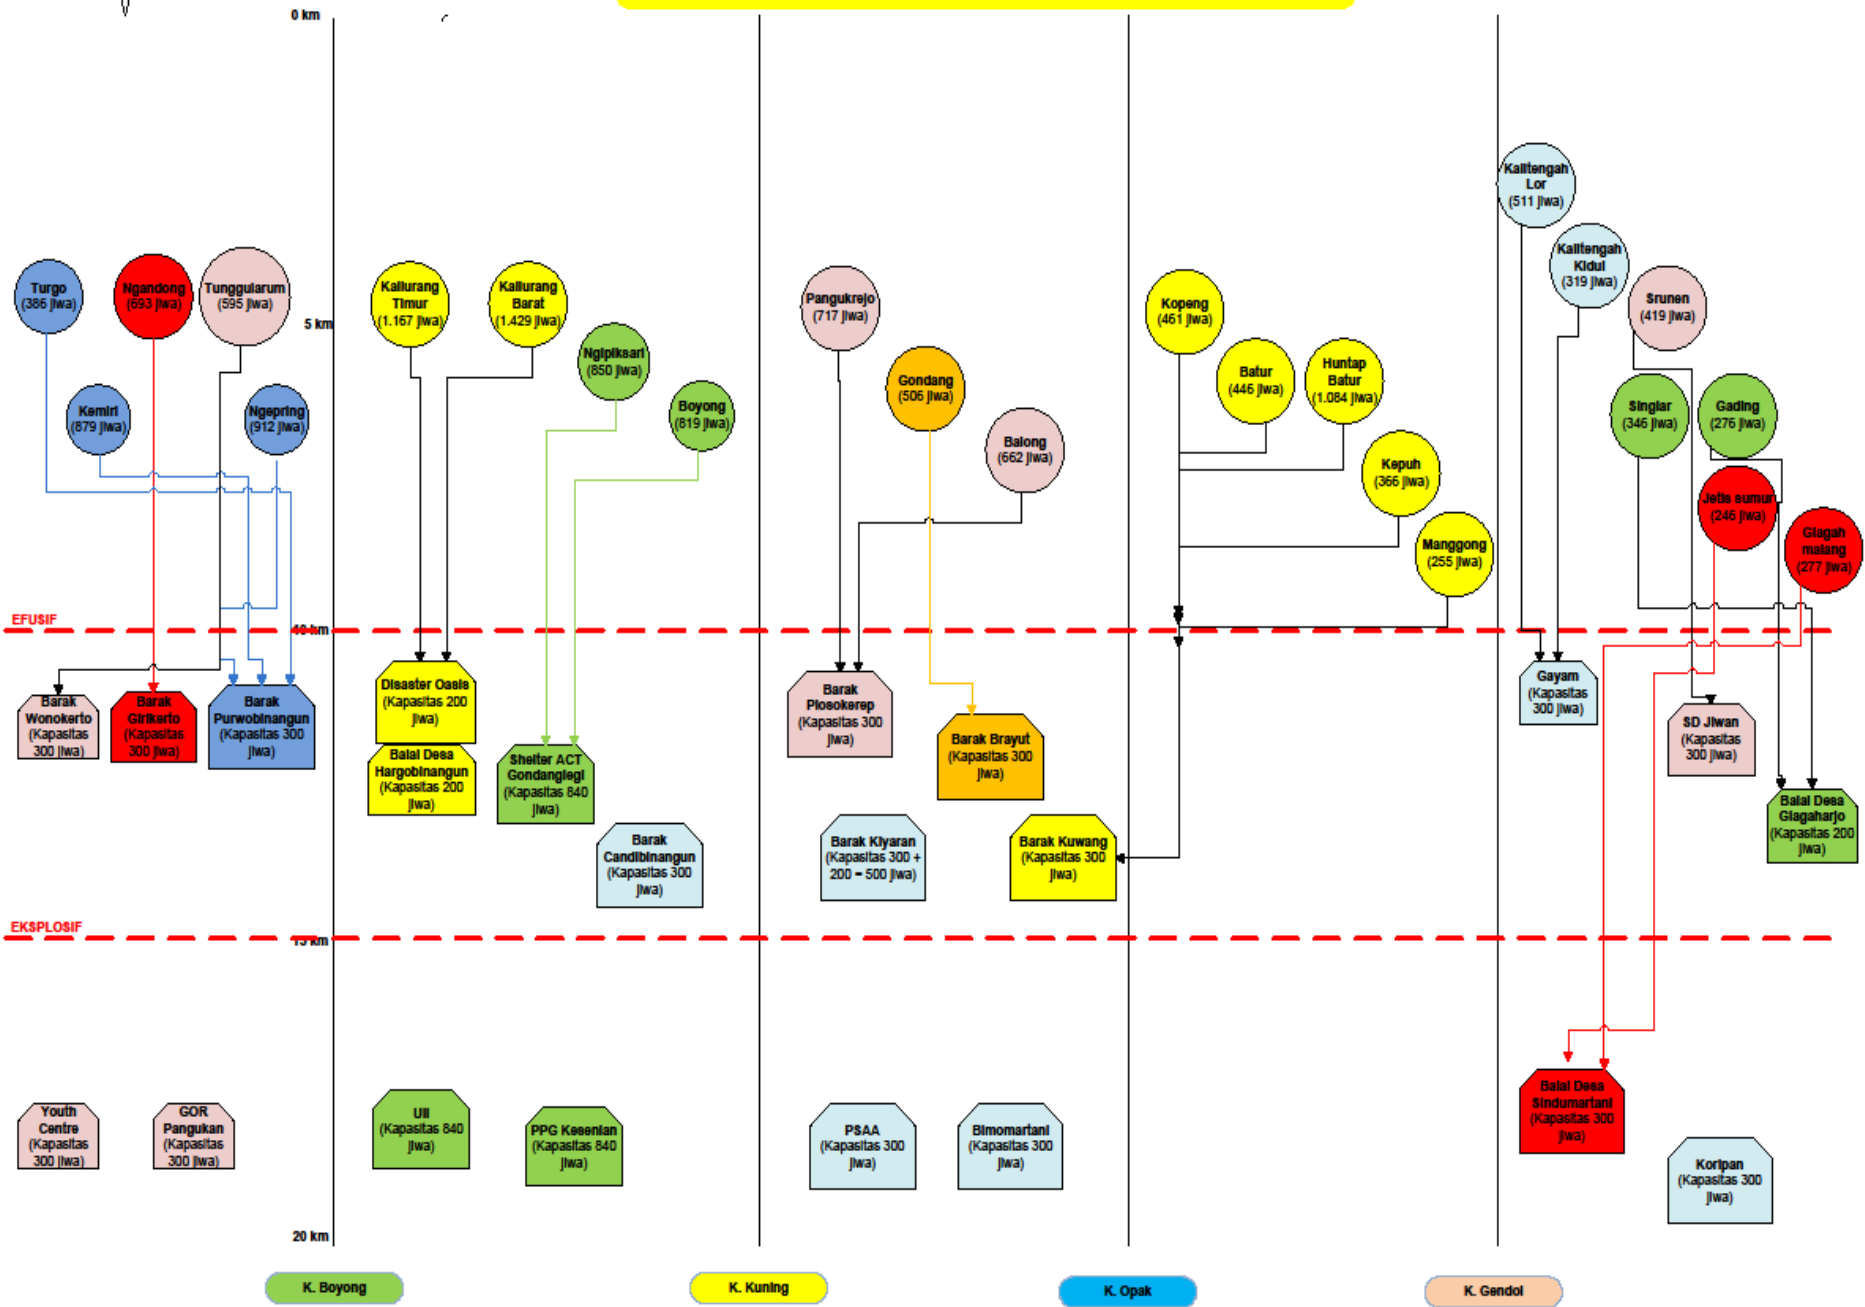 0 km
Kalitengah
Lor
(511 jiwa)
Kalitengah
Kidul
(319 jiwa)
Turgo
(386 jiwa)
Ngandong
(693 jiwa)
Tunggularum
(595 jiwa)
Kaliurang
Timur
(1.167 jiwa)
Kaliurang
Barat
(1.429 jiwa)
Pangukrejo
(717 jiwa)
Kopeng
(461 jiwa)
Srunen
(419 jiwa)
5 km
Ngipiksari
(850 jiwa)
Gondang
(506 jiwa)
Batur
(446 jiwa)
Huntap
Batur
(1.084 jiwa)
Kemiri
(879 jiwa)
Ngepring
(912 jiwa)
Boyong
(819 jiwa)
Singlar
(346 jiwa)
Gading
(276 jiwa)
Balong
(662 jiwa)
Kepuh
(366 jiwa)
Jetis sumur
(246 jiwa)
Manggong
(255 jiwa)
Glagah
malang
(277 jiwa)
EFUSIF
10 km
Barak
Wonokerto
(Kapasitas
300 jiwa)
Barak
Girikerto
(Kapasitas
300 jiwa)
Barak
Purwobinangun
(Kapasitas 300
jiwa)
Disaster Oasis
(Kapasitas 200
jiwa)
Balai Desa
Hargobinangun
(Kapasitas 200
jiwa)
Shelter ACT
Gondanglegi
(Kapasitas 840
jiwa)
Barak
Candibinangun
(Kapasitas 300
jiwa)
Barak
Plosokerep
(Kapasitas 300
jiwa)
Barak Brayut
(Kapasitas 300
jiwa)
Barak Kiyaran
(Kapasitas 300 +
200 = 500 jiwa)
Barak Kuwang
(Kapasitas 300
jiwa)
Gayam
(Kapasitas
300 jiwa)
SD Jiwan
(Kapasitas
300 jiwa)
Balai Desa
Glagaharjo
(Kapasitas 200
jiwa)
EKSPLOSIF
15 km
Youth
Centre
(Kapasitas
300 jiwa)
GOR
Pangukan
(Kapasitas
300 jiwa)
UII
(Kapasitas 840
jiwa)
PPG Kesenian
(Kapasitas 840
jiwa)
PSAA
(Kapasitas 300
jiwa)
Bimomartani
(Kapasitas 300
jiwa)
Balai Desa
Sindumartani
(Kapasitas 300
jiwa)
Koripan
(Kapasitas 300
jiwa)
20 km
K. Boyong
K. Kuning
K. Opak
K. Gendol